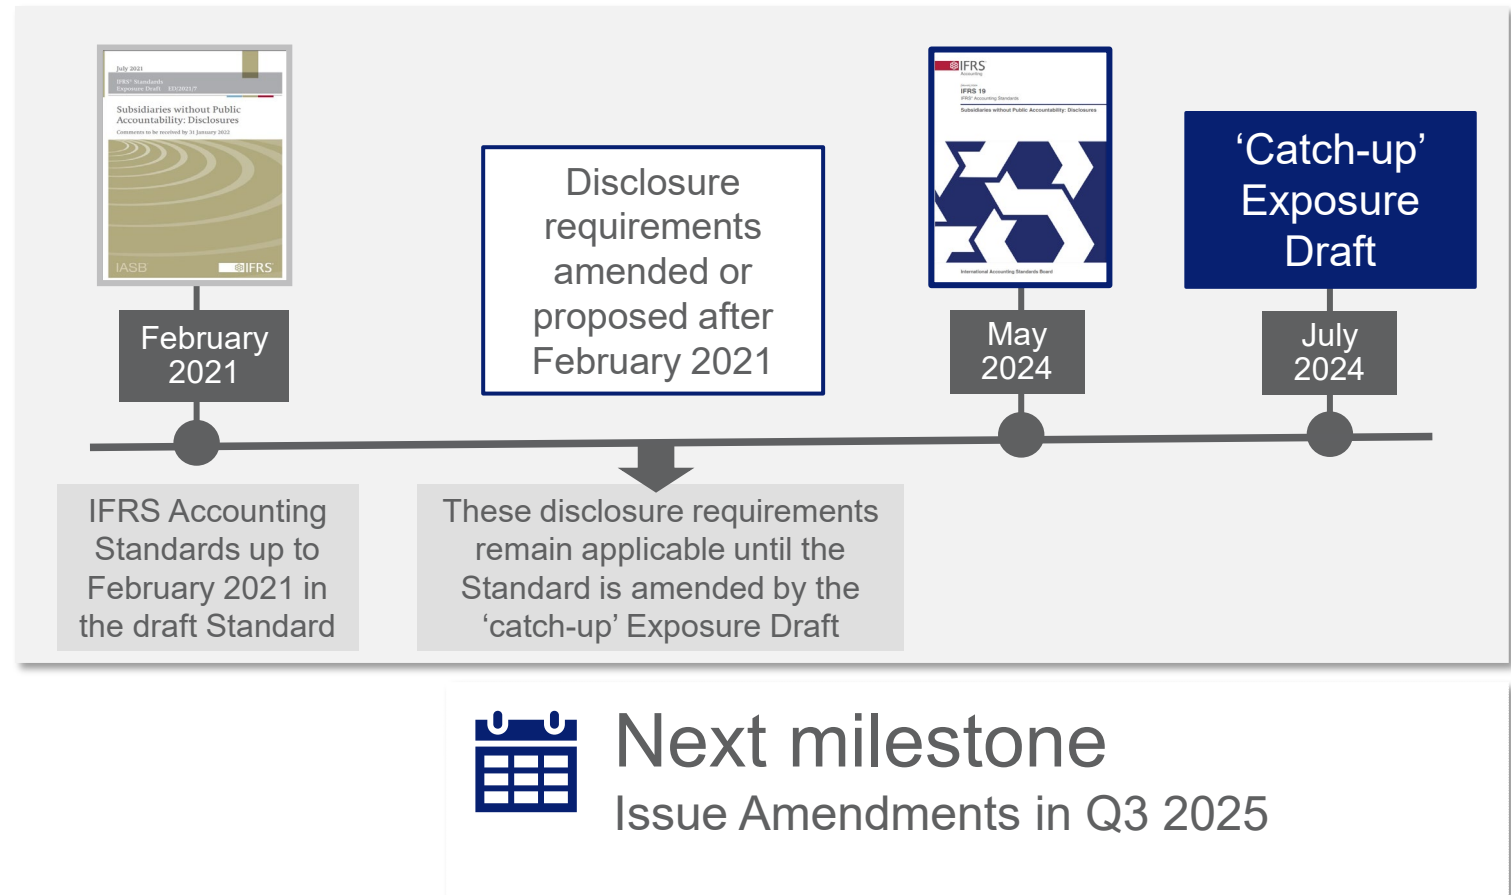 July 2021
IFRS® Standards
Exposure Draft ED/2021/7
Subsidiaries without Public
Accountability: Disclosures
Comments to be received by 31 January 2022
IASB
IFRS
February
2021
Disclosure
requirements
amended or
proposed after
February 2021
IFRS
Accounting
IFRS 19
IFRS® Accounting Standards
Subsidiaries without Public Accountability: Disclosures
International Accounting Standards Board
May
2024
‘Catch-up’
Exposure
Draft
July
2024
IFRS Accounting
Standards up to
February 2021 in
the draft Standard
These disclosure requirements
remain applicable until the
Standard is amended by the
‘catch-up’ Exposure Draft
Next milestone
Issue Amendments in Q3 2025